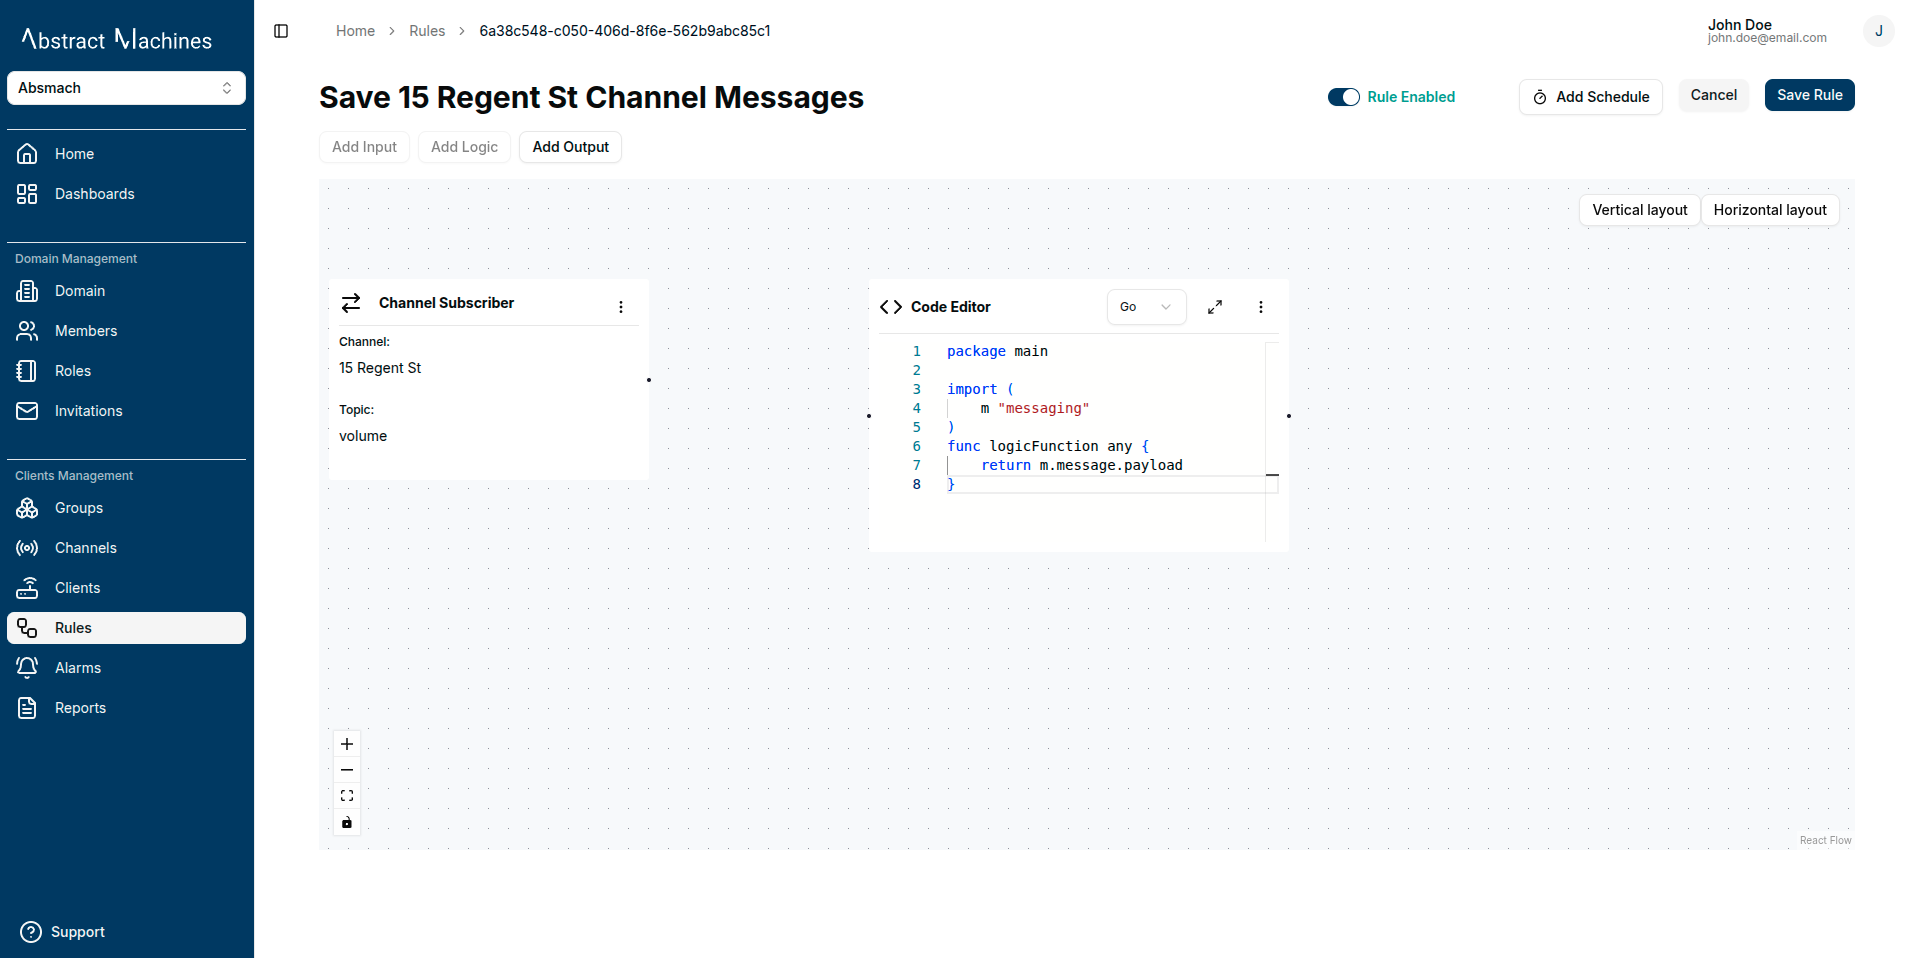 Abstract Machines
Absmach
Home
Dashboards
Domain Management
Domain
Members
Roles
Invitations
Clients Management
Groups
Channels
Clients
Rules
Alarms
Reports
Support
Home > Rules > 6a38c548-c050-406d-8f6e-562b9abc85c1
John Doe
john.doe@email.com
J
Save 15 Regent St Channel Messages
Rule Enabled
Add Schedule
Cancel
Save Rule
Add Input
Add Logic
Add Output
Vertical layout
Horizontal layout
Channel Subscriber
Channel:
15 Regent St
Topic:
volume
Code Editor
Go
1 package main
2
3 import (
4     m "messaging"
5 )
6 func logicFunction any {
7     return m.message.payload
8 }
React Flow